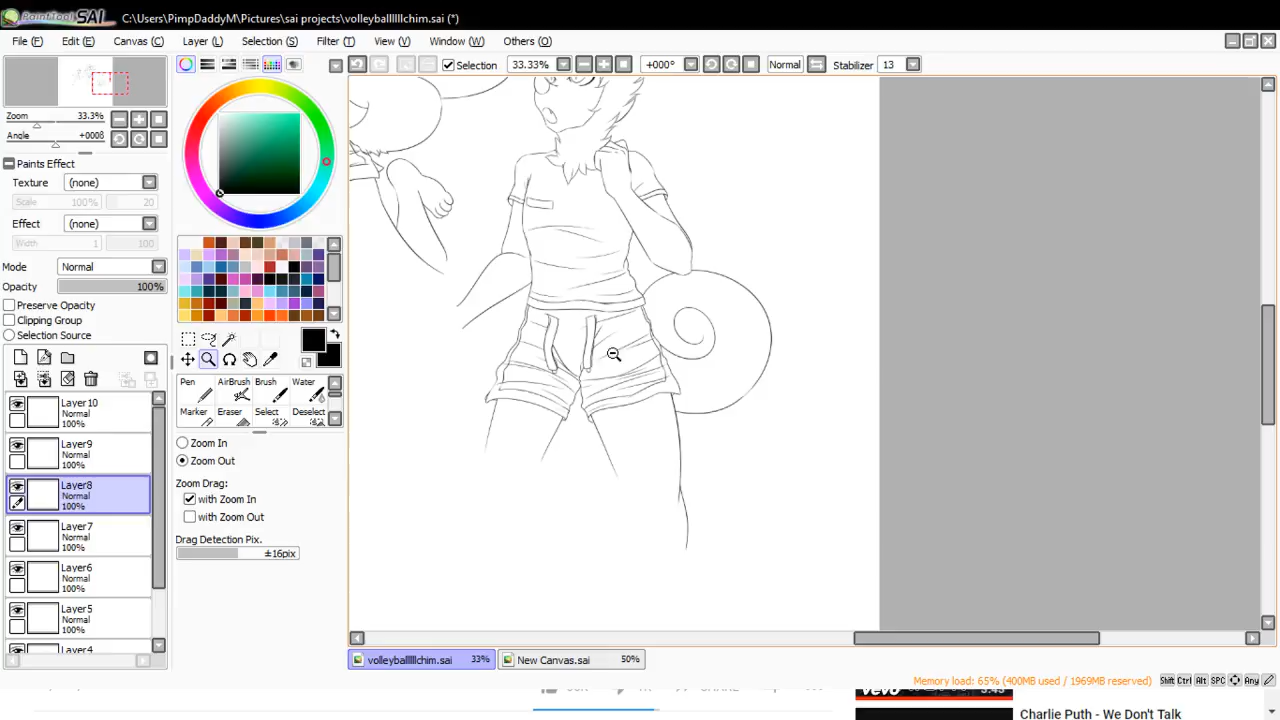 PaintTool SAI C:\Users\PimpDaddyM\Pictures\sai projects\volleyballlllchim.sai (*)
File (F) Edit (E) Canvas (C) Layer (L) Selection (S) Filter (T) View (V) Window (W) Others (O)
Selection 33.33% +000° Normal Stabilizer 13
Zoom 33.3%
Angle +000θ
Paints Effect
Texture (none)
Scale 100% 20
Effect (none)
Width 1 100
Mode Normal
Opacity 100%
Preserve Opacity
Clipping Group
Selection Source
Layer10
Normal
100%
Layer9
Normal
100%
Layer8
Normal
100%
Layer7
Normal
100%
Layer6
Normal
100%
Layer5
Normal
100%
Layer4
Pen AirBrush Brush Water
Marker Eraser Select Deselect
Zoom In
Zoom Out
Zoom Drag:
with Zoom In
with Zoom Out
Drag Detection Pix.
±16pix
volleyballlllchim.sai 33% New Canvas.sai 50%
Memory load: 65% (400MB used / 1969MB reserved) Shift Ctrl Alt SPC Any
vevo 3:43
Charlie Puth - We Don't Talk